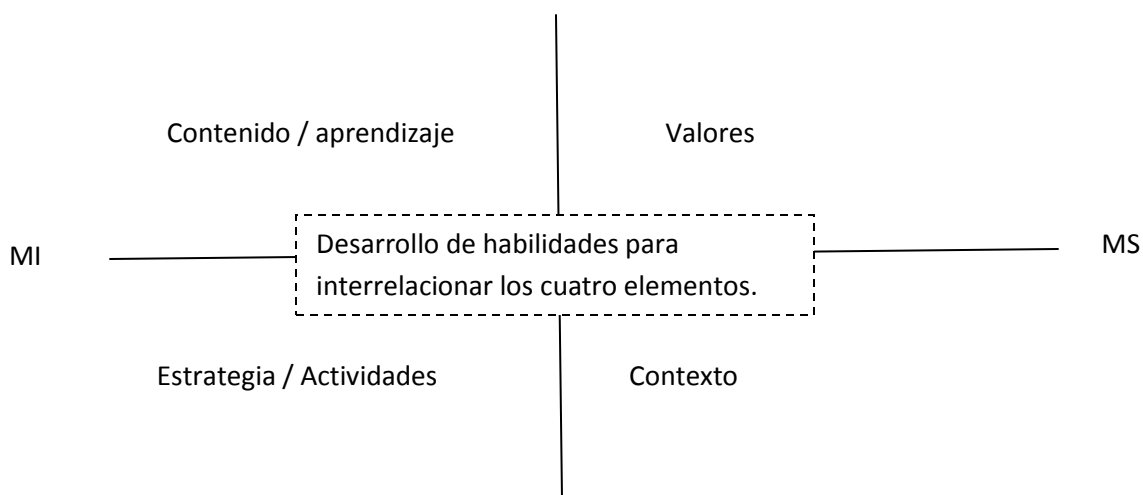 Contenido / aprendizaje
Valores
MI
Desarrollo de habilidades para
interrelacionar los cuatro elementos.
MS
Estrategia / Actividades
Contexto